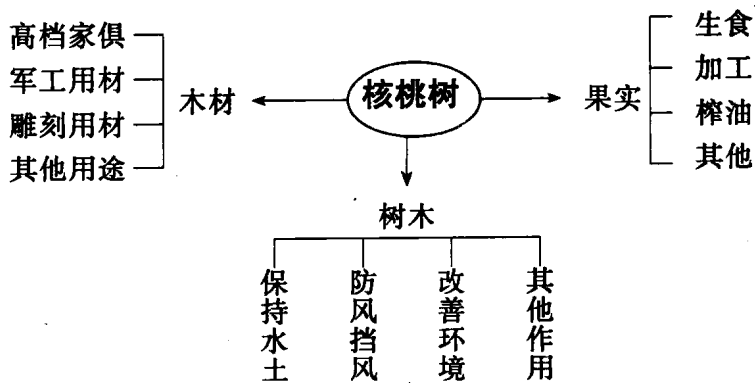 高档家俱
军工用材
雕刻用材
其他用途
木材
核桃树
果实
生食
加工
榨油
其他
树木
保持水土
防风挡风
改善环境
其他作用